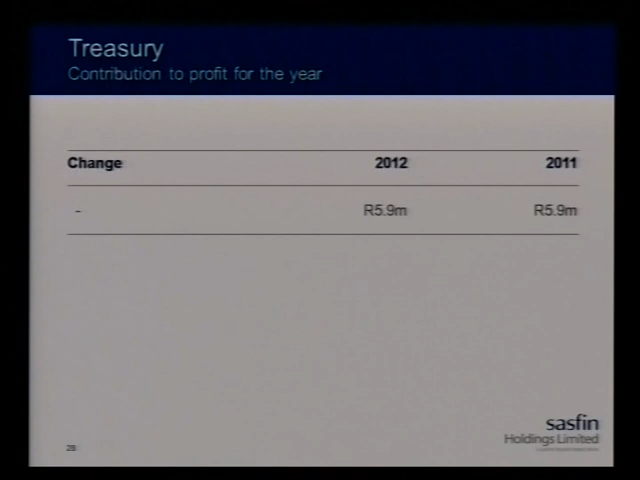 Treasury
Contribution to profit for the year
Change 2012 2011
- R5.9m R5.9m
sasfin
Holdings Limited